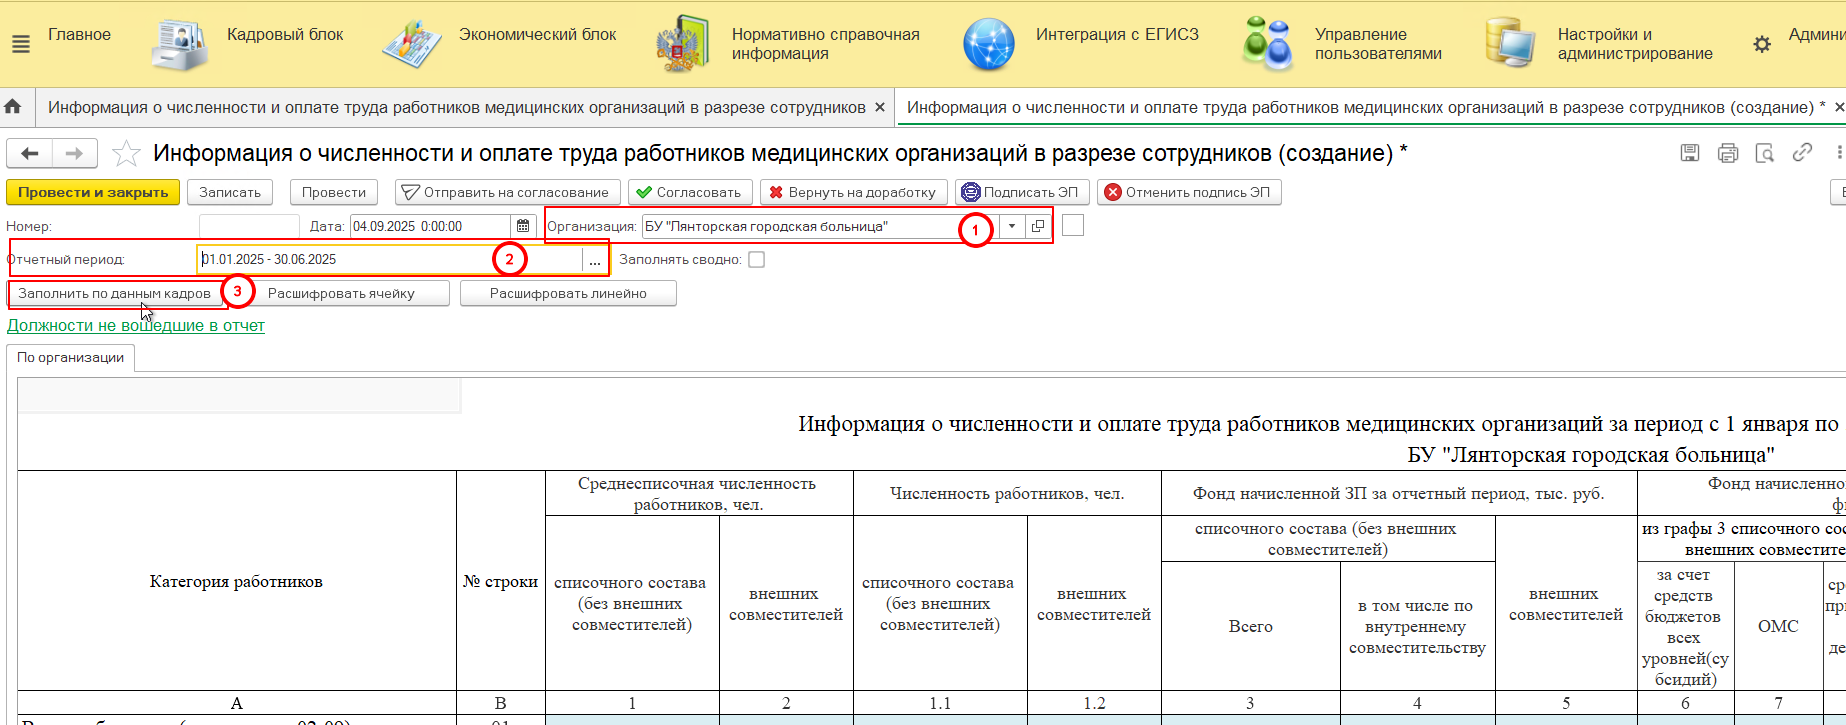 Главное
Кадровый блок
Экономический блок
Нормативно справочная
информация
Интеграция с ЕГИСЗ
Управление
пользователями
Настройки и
администрирование
Админи
Информация о численности и оплате труда работников медицинских организаций в разрезе сотрудников ×
Информация о численности и оплате труда работников медицинских организаций в разрезе сотрудников (создание) * ×
Информация о численности и оплате труда работников медицинских организаций в разрезе сотрудников (создание) *
Провести и закрыть
Записать
Провести
Отправить на согласование
Согласовать
Вернуть на доработку
Подписать ЭП
Отменить подпись ЭП
Номер:
Дата: 04.09.2025 0:00:00
Организация: БУ "Лянторская городская больница"
1
Отчетный период: 01.01.2025 - 30.06.2025
2
...
Заполнять сводно:
Заполнить по данным кадров
3
Расшифровать ячейку
Расшифровать линейно
Должности не вошедшие в отчет
По организации
Информация о численности и оплате труда работников медицинских организаций за период с 1 января по
БУ "Лянторская городская больница"
Категория работников
№ строки
Среднесписочная численность
работников, чел.
Численность работников, чел.
Фонд начисленной ЗП за отчетный период, тыс. руб.
Фонд начисленно
списочного состава
(без внешних
совместителей)
внешних
совместителей
списочного состава
(без внешних
совместителей)
внешних
совместителей
списочного состава (без внешних
совместителей)
Всего
в том числе по
внутреннему
совместительству
внешних
совместителей
из графы 3 списочного сос
внешних совместите
за счет
средств
бюджетов
всех
уровней(су
бсидий)
ОМС
А
В
1
2
1.1
1.2
3
4
5
6
7